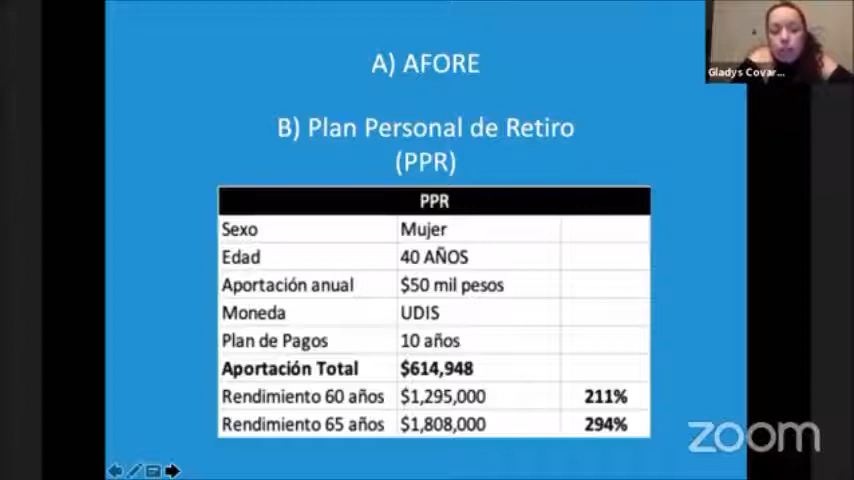 A) AFORE
B) Plan Personal de Retiro
(PPR)
PPR
Sexo Mujer
Edad 40 AÑOS
Aportación anual $50 mil pesos
Moneda UDIS
Plan de Pagos 10 años
Aportación Total $614,948
Rendimiento 60 años $1,295,000 211%
Rendimiento 65 años $1,808,000 294%
Gladys Covar...
zoom